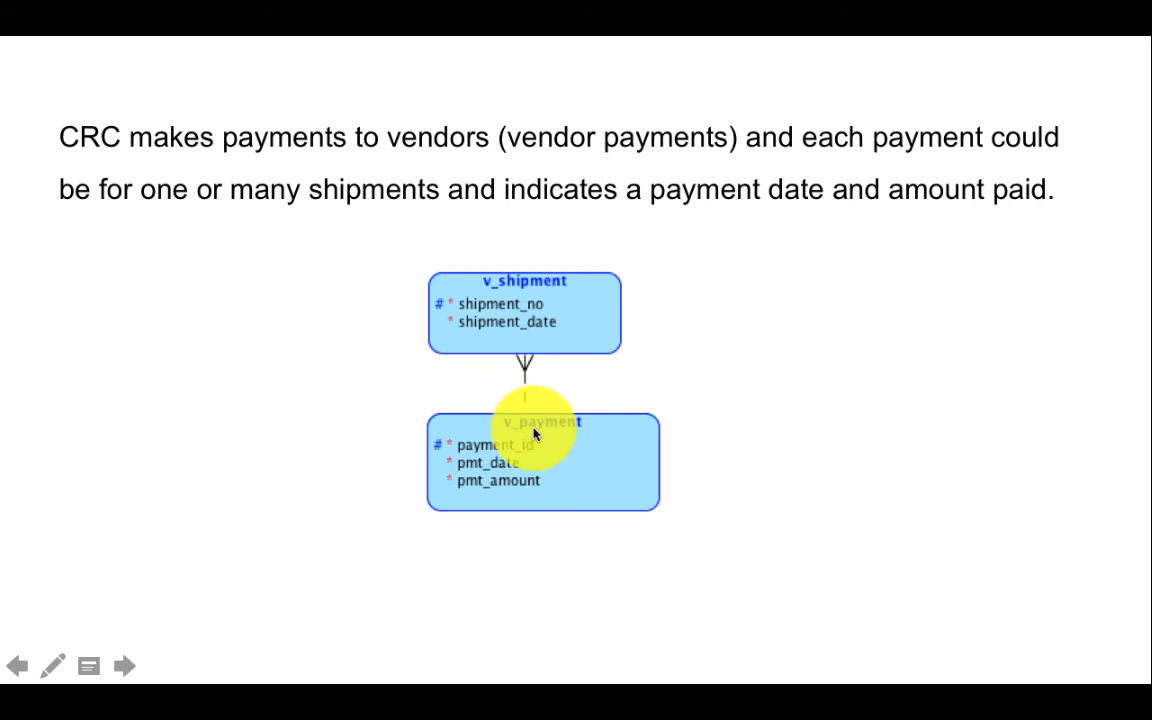 CRC makes payments to vendors (vendor payments) and each payment could
be for one or many shipments and indicates a payment date and amount paid.
v_shipment
# * shipment_no
* shipment_date
v_payment
# * payment_id
* pmt_date
* pmt_amount